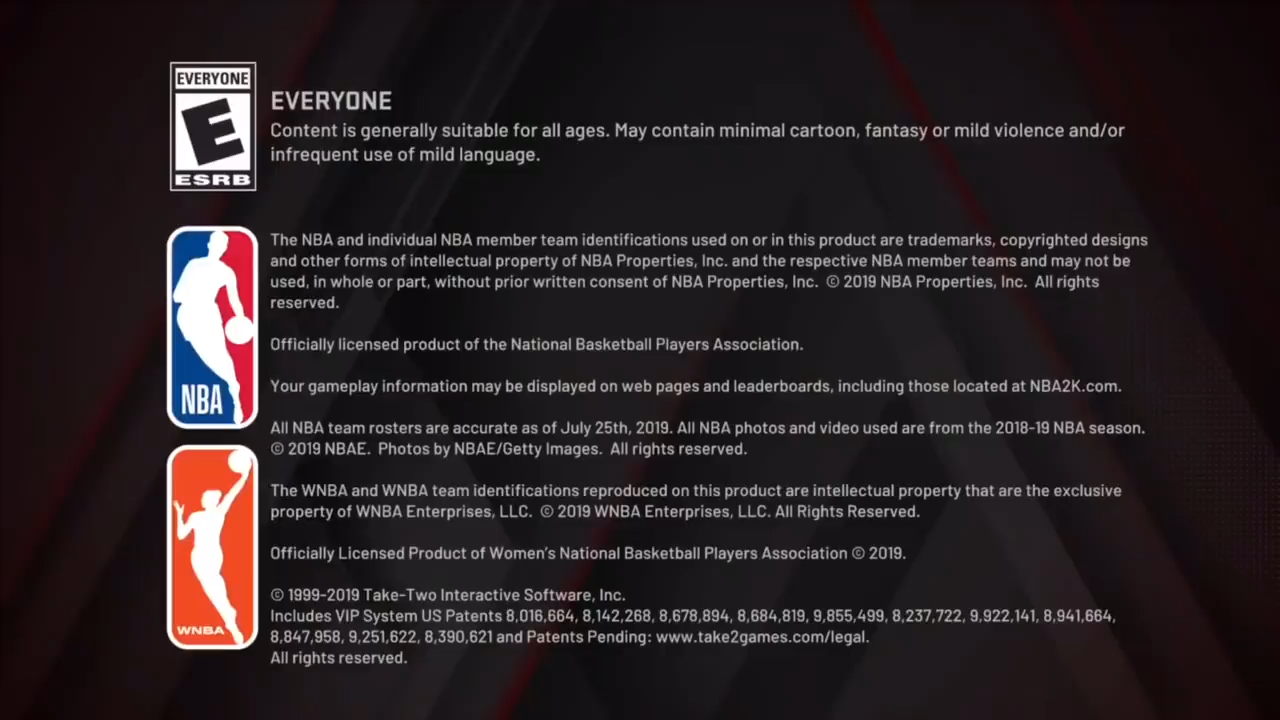 EVERYONE
E
ESRB
EVERYONE
Content is generally suitable for all ages. May contain minimal cartoon, fantasy or mild violence and/or
infrequent use of mild language.
The NBA and individual NBA member team identifications used on or in this product are trademarks, copyrighted designs
and other forms of intellectual property of NBA Properties, Inc. and the respective NBA member teams and may not be
used, in whole or part, without prior written consent of NBA Properties, Inc.  © 2019 NBA Properties, Inc.  All rights
reserved.
Officially licensed product of the National Basketball Players Association.
Your gameplay information may be displayed on web pages and leaderboards, including those located at NBA2K.com.
NBA
All NBA team rosters are accurate as of July 25th, 2019. All NBA photos and video used are from the 2018-19 NBA season.
© 2019 NBAE.  Photos by NBAE/Getty Images.  All rights reserved.
The WNBA and WNBA team identifications reproduced on this product are intellectual property that are the exclusive
property of WNBA Enterprises, LLC.  © 2019 WNBA Enterprises, LLC. All Rights Reserved.
Officially Licensed Product of Women's National Basketball Players Association © 2019.
© 1999-2019 Take-Two Interactive Software, Inc.
Includes VIP System US Patents 8,016,664, 8,142,268, 8,678,894, 8,684,819, 9,855,499, 8,237,722, 9,922,141, 8,941,664,
WNBA
8,847,958, 9,251,622, 8,390,621 and Patents Pending: www.take2games.com/legal.
All rights reserved.